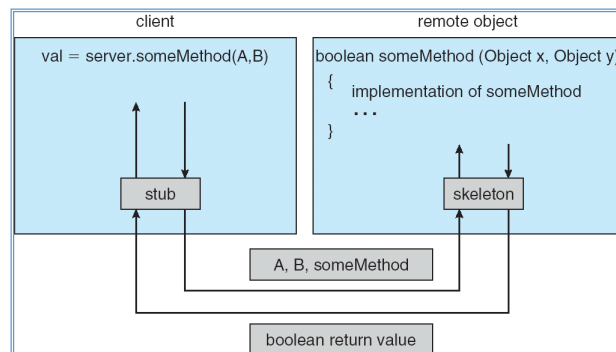 client
remote object
val = server.someMethod(A,B)
boolean someMethod (Object x, Object y)
{
implementation of someMethod
...
}
stub
skeleton
A, B, someMethod
boolean return value